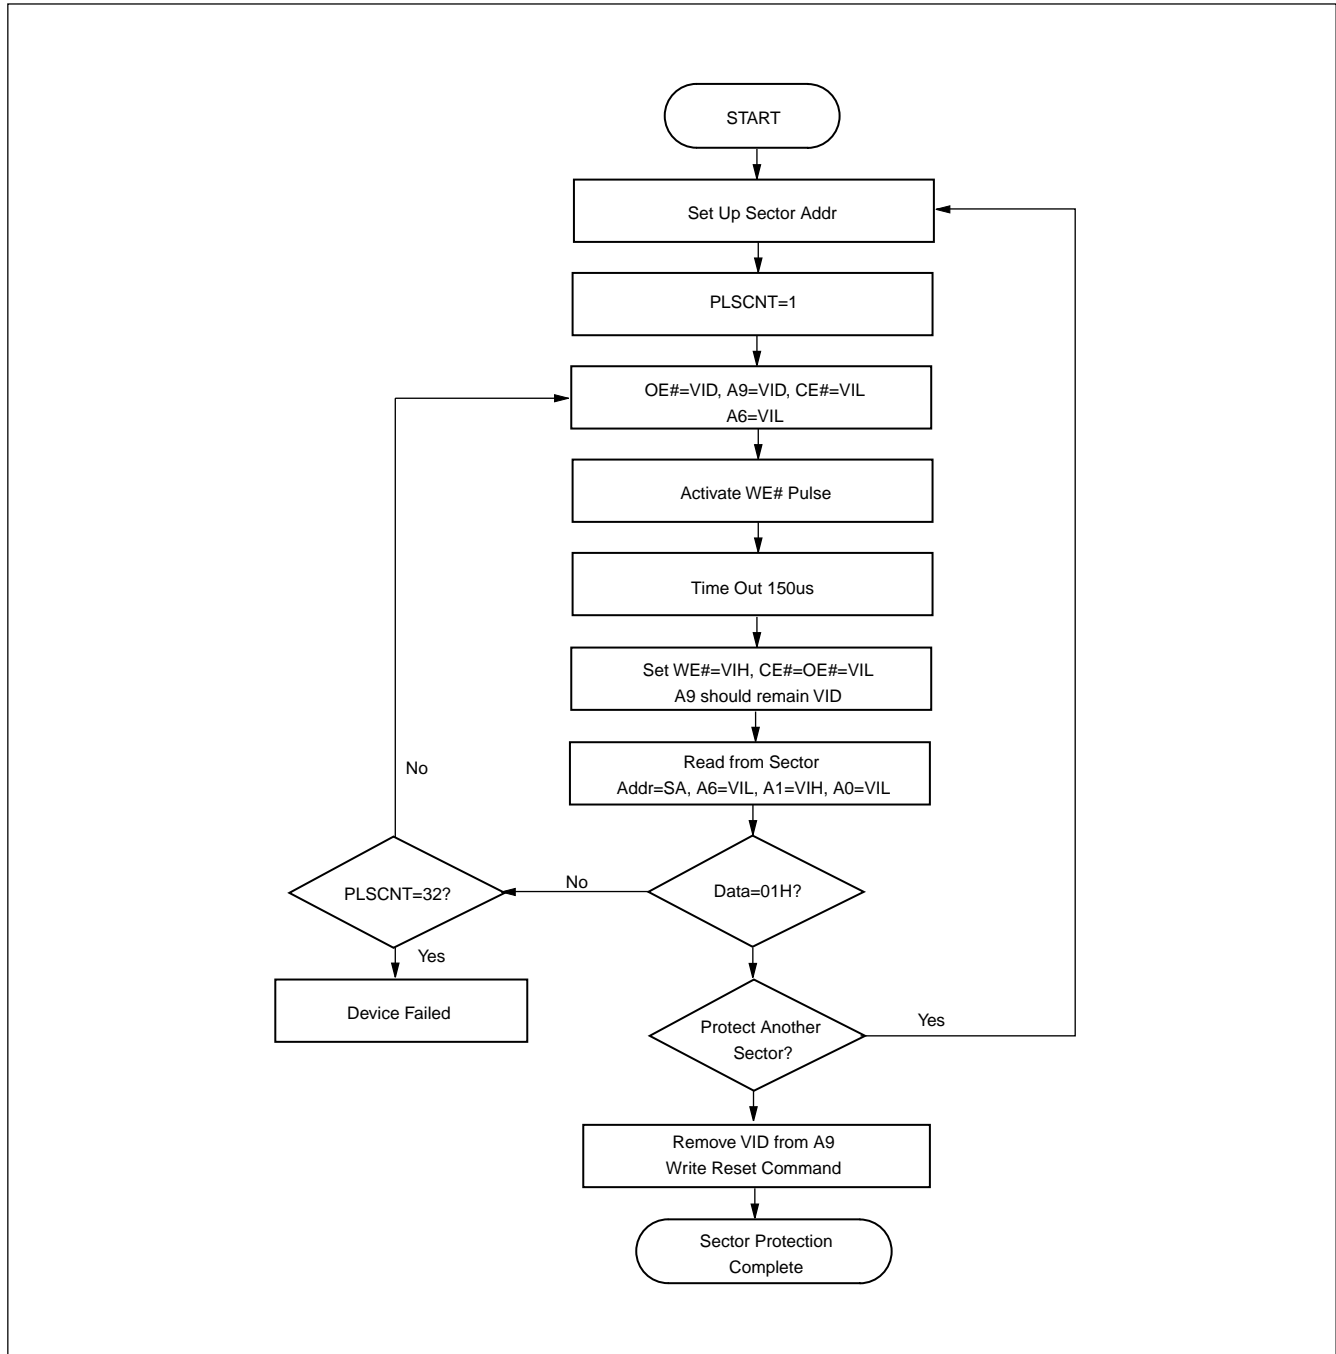 START
Set Up Sector Addr
PLSCNT=1
OE#=VID, A9=VID, CE#=VIL
A6=VIL
Activate WE# Pulse
Time Out 150us
Set WE#=VIH, CE#=OE#=VIL
A9 should remain VID
Read from Sector
Addr=SA, A6=VIL, A1=VIH, A0=VIL
No
PLSCNT=32?
No
Data=01H?
Yes
Device Failed
Protect Another
Sector?
Yes
Remove VID from A9
Write Reset Command
Sector Protection
Complete